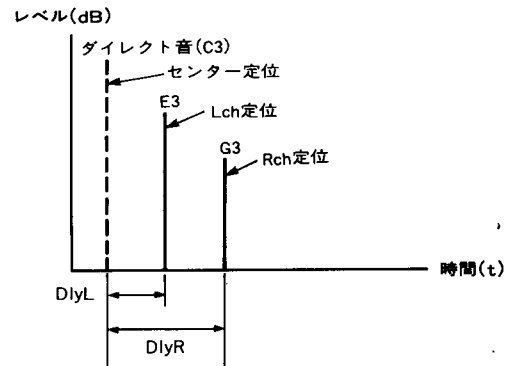 レベル(dB)
ダイレクト音(C3)
センター定位
E3
Lch定位
G3
Rch定位
時間(t)
DlyL
DlyR